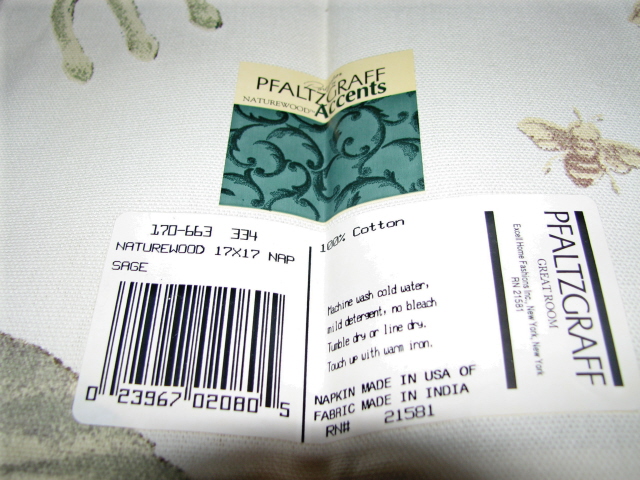 PFALTZGRAFF
NATUREWOOD™
Accents
170-663 334
NATUREWOOD 17X17 NAP
SAGE
0 23967 02080 5
100% Cotton
Machine wash cold water,
mild detergent, no bleach
Tumble dry or line dry.
Touch up with warm iron.
NAPKIN MADE IN USA OF
FABRIC MADE IN INDIA
RN# 21581
PFALTZGRAFF
GREAT ROOM
Excell Home Fashions Inc., New York, New York
RN 21581